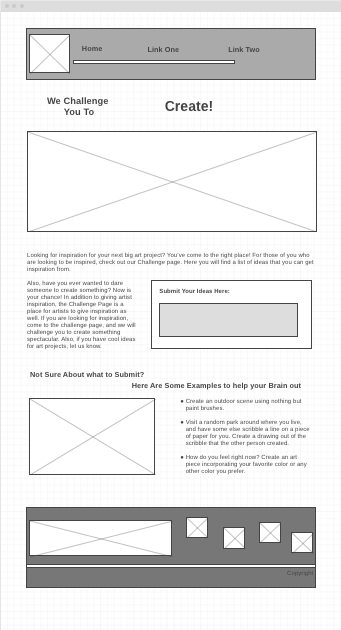 Home
Link One
Link Two
We Challenge
You To
Create!
Looking for inspiration for your next big art project? You've come to the right place! For those of you who
are looking to be inspired, check out our Challenge page. Here you will find a list of ideas that you can get
inspiration from.
Also, have you ever wanted to dare
someone to create something? Now is
your chance! In addition to giving artist
inspiration, the Challenge Page is a
place for artists to give inspiration as
well. If you are looking for inspiration,
come to the challenge page, and we will
challenge you to create something
spectacular. Also, if you have cool ideas
for art projects, let us know.
Submit Your Ideas Here:
Not Sure About what to Submit?
Here Are Some Examples to help your Brain out
● Create an outdoor scene using nothing but
paint brushes.
● Visit a random park around where you live,
and have some else scribble a line on a piece
of paper for you. Create a drawing out of the
scribble that the other person created.
● How do you feel right now? Create an art
piece incorporating your favorite color or any
other color you prefer.
Copyright